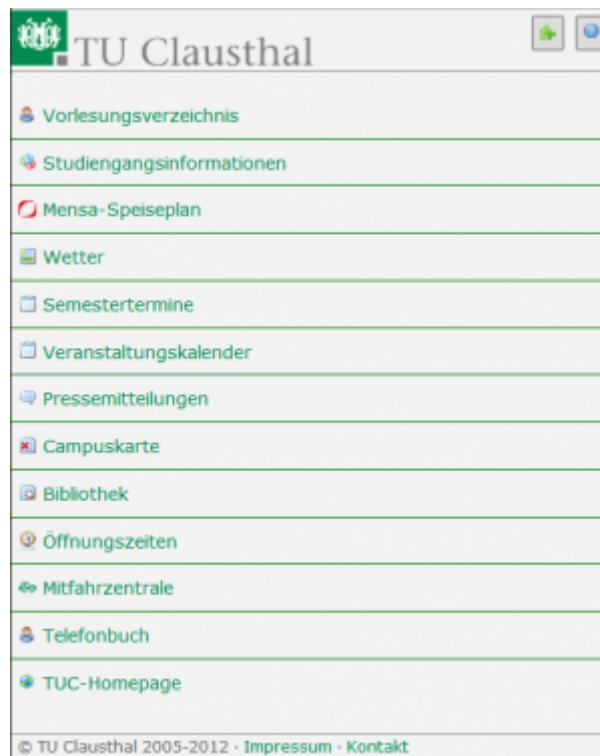 TU Clausthal
Vorlesungsverzeichnis
Studiengangsinformationen
Mensa-Speiseplan
Wetter
Semestertermine
Veranstaltungskalender
Pressemitteilungen
Campuskarte
Bibliothek
Öffnungszeiten
Mitfahrzentrale
Telefonbuch
TUC-Homepage
© TU Clausthal 2005-2012 · Impressum · Kontakt